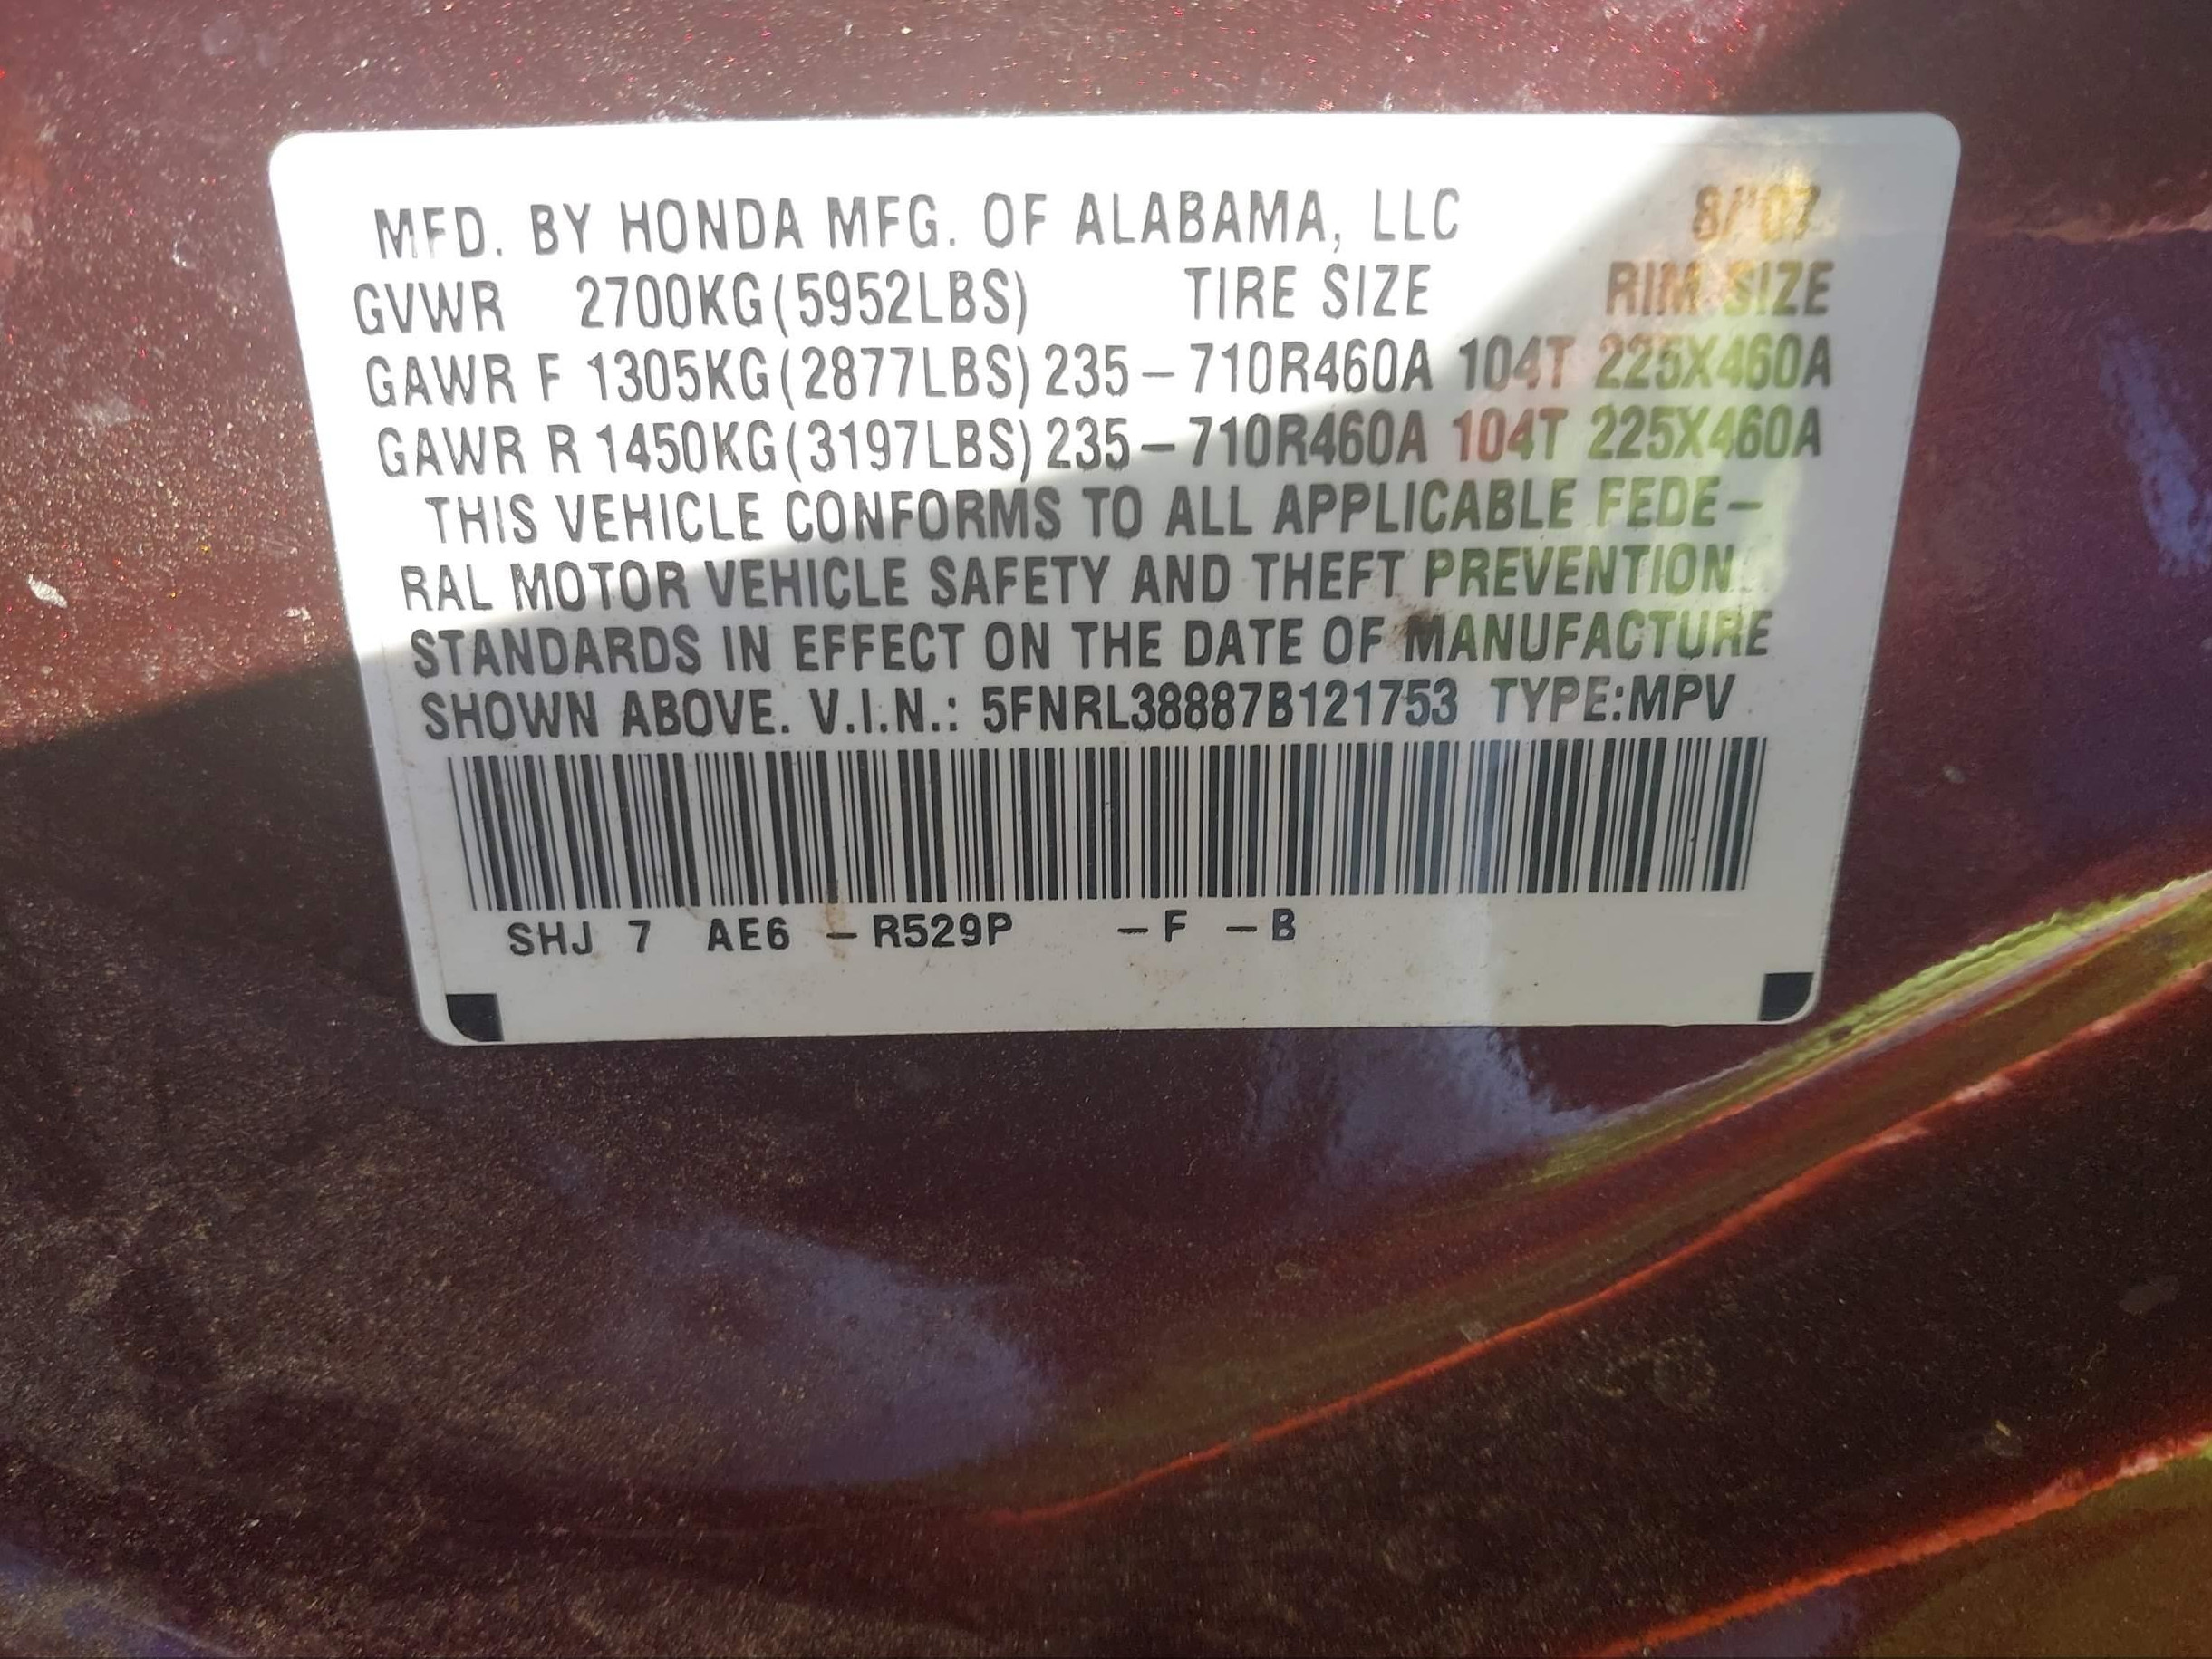 MFD. BY HONDA MFG. OF ALABAMA, LLC 8/'07
GVWR 2700KG(5952LBS) TIRE SIZE RIM SIZE
GAWR F 1305KG(2877LBS) 235-710R460A 104T 225X460A
GAWR R 1450KG(3197LBS) 235-710R460A 104T 225X460A
THIS VEHICLE CONFORMS TO ALL APPLICABLE FEDE-
RAL MOTOR VEHICLE SAFETY AND THEFT PREVENTION
STANDARDS IN EFFECT ON THE DATE OF MANUFACTURE
SHOWN ABOVE. V.I.N.: 5FNRL38887B121753 TYPE:MPV
SHJ 7 AE6 -R529P -F -B